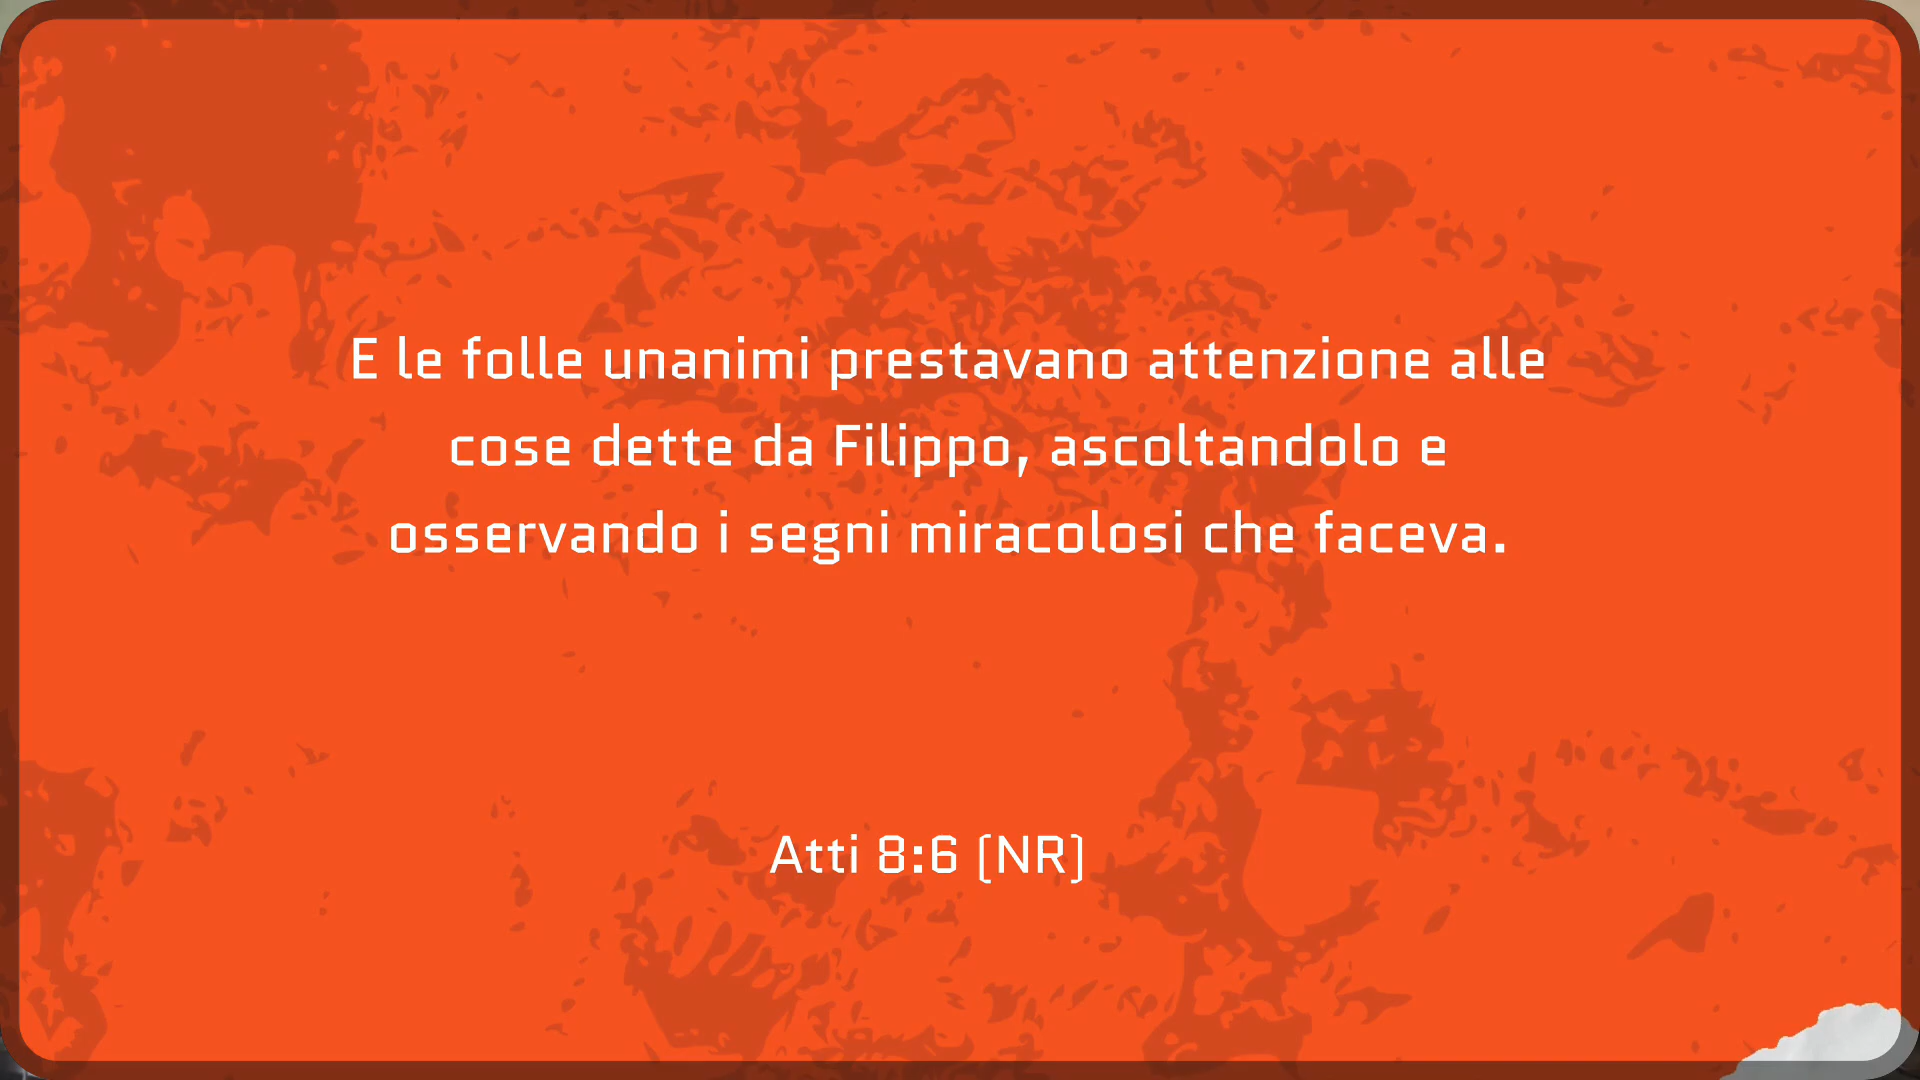 E le folle unanimi prestavano attenzione alle
cose dette da Filippo, ascoltandolo e
osservando i segni miracolosi che faceva.
Atti 8:6 (NR)